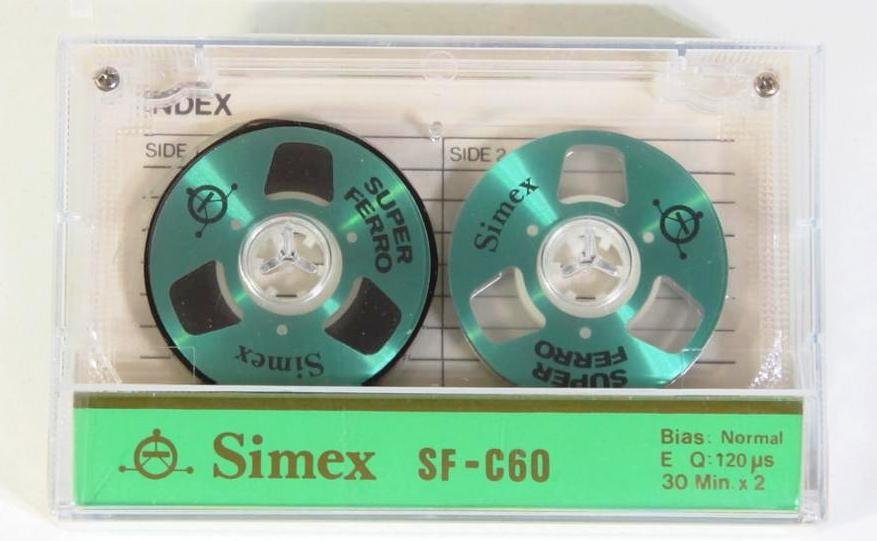 INDEX
SIDE
SIDE 2
SUPER
FERRO
Simex
Simex
SUPER
FERRO
Simex SF-C60
Bias: Normal
E Q: 120 µs
30 Min. x 2